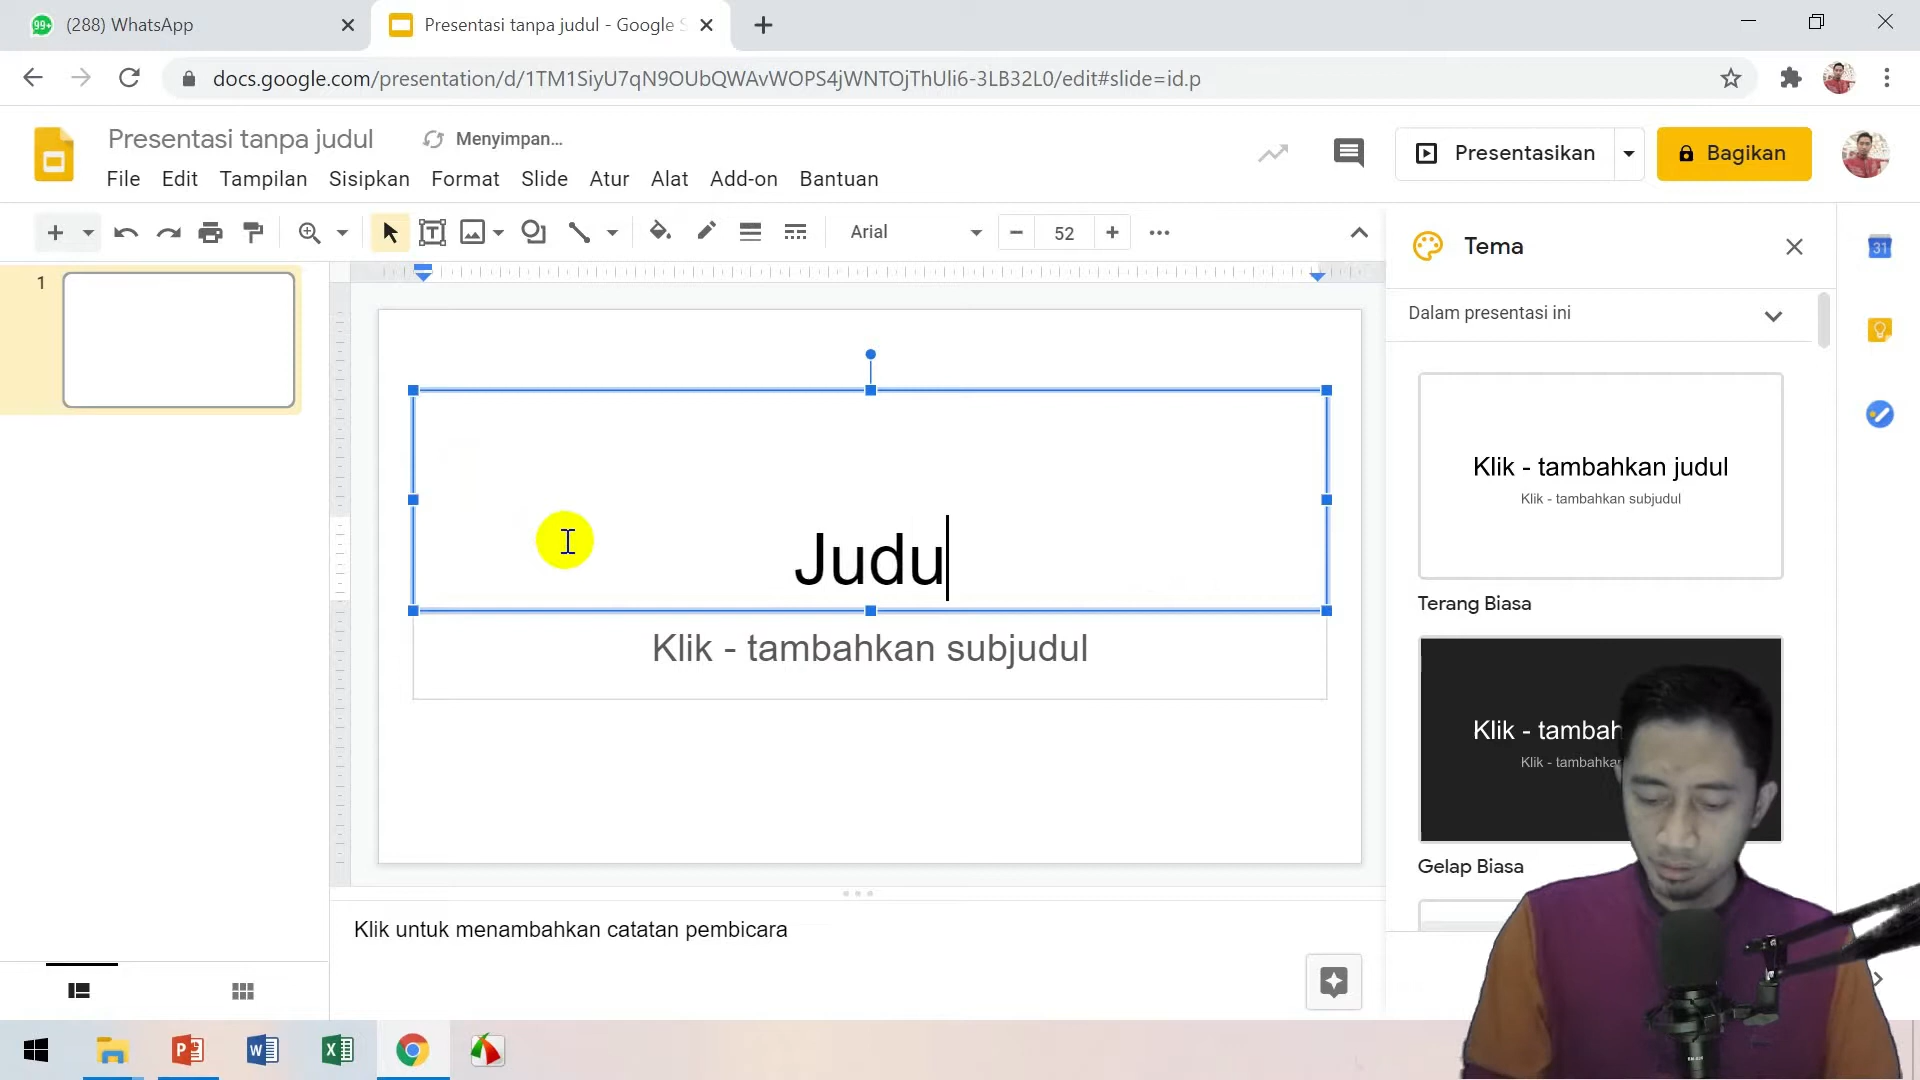 99+
(288) WhatsApp
Presentasi tanpa judul - Google S
docs.google.com/presentation/d/1TM1SiyU7qN9OUbQWAvWOPS4jWNTOjThUli6-3LB32L0/edit#slide=id.p
Presentasi tanpa judul
Menyimpan...
Presentasikan
Bagikan
File Edit Tampilan Sisipkan Format Slide Atur Alat Add-on Bantuan
Arial
52
Tema
31
1
Dalam presentasi ini
Klik - tambahkan judul
Klik - tambahkan subjudul
Terang Biasa
Judu
Klik - tambahkan subjudul
Klik - tambah
Klik - tambahka
Gelap Biasa
Klik untuk menambahkan catatan pembicara